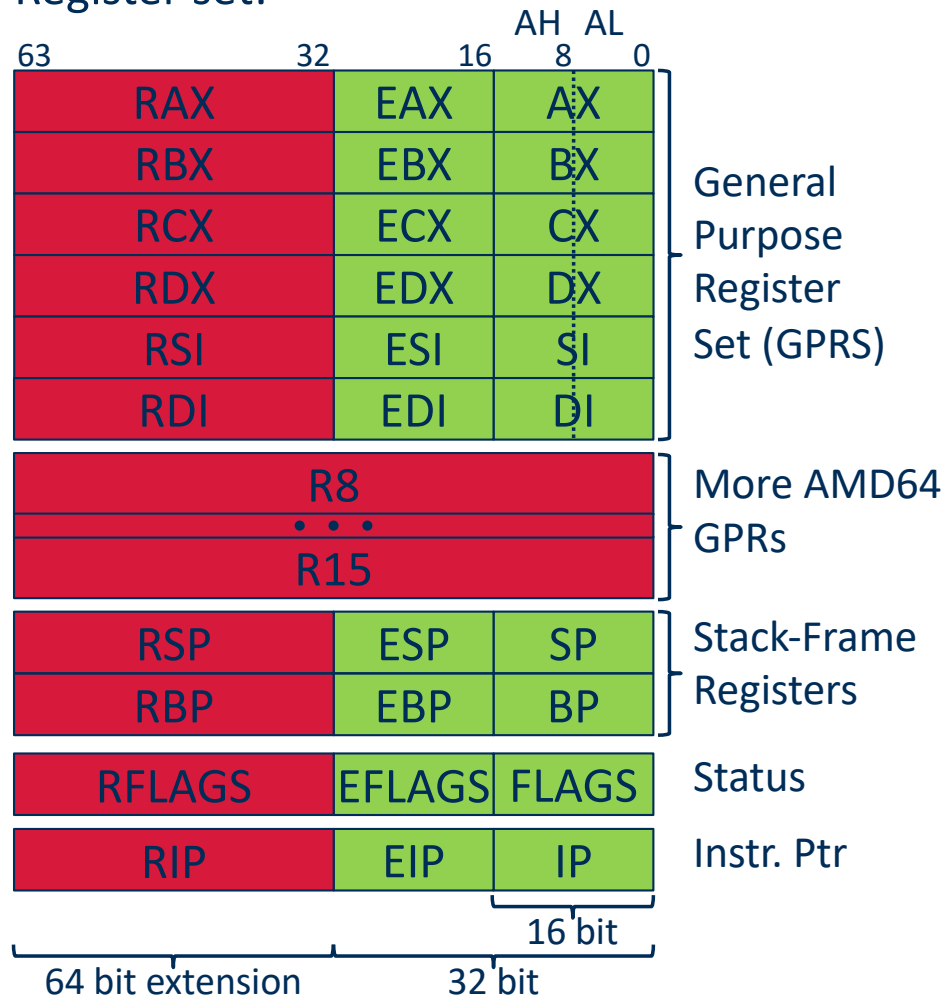 Register set:
AH AL
63 32 16 8 0
RAX EAX AX
RBX EBX BX
RCX ECX CX
RDX EDX DX
RSI ESI SI
RDI EDI DI
General
Purpose
Register
Set (GPRS)
R8
• • •
R15
More AMD64
GPRs
RSP ESP SP
RBP EBP BP
Stack-Frame
Registers
RFLAGS EFLAGS FLAGS
Status
RIP EIP IP
Instr. Ptr
16 bit
64 bit extension 32 bit